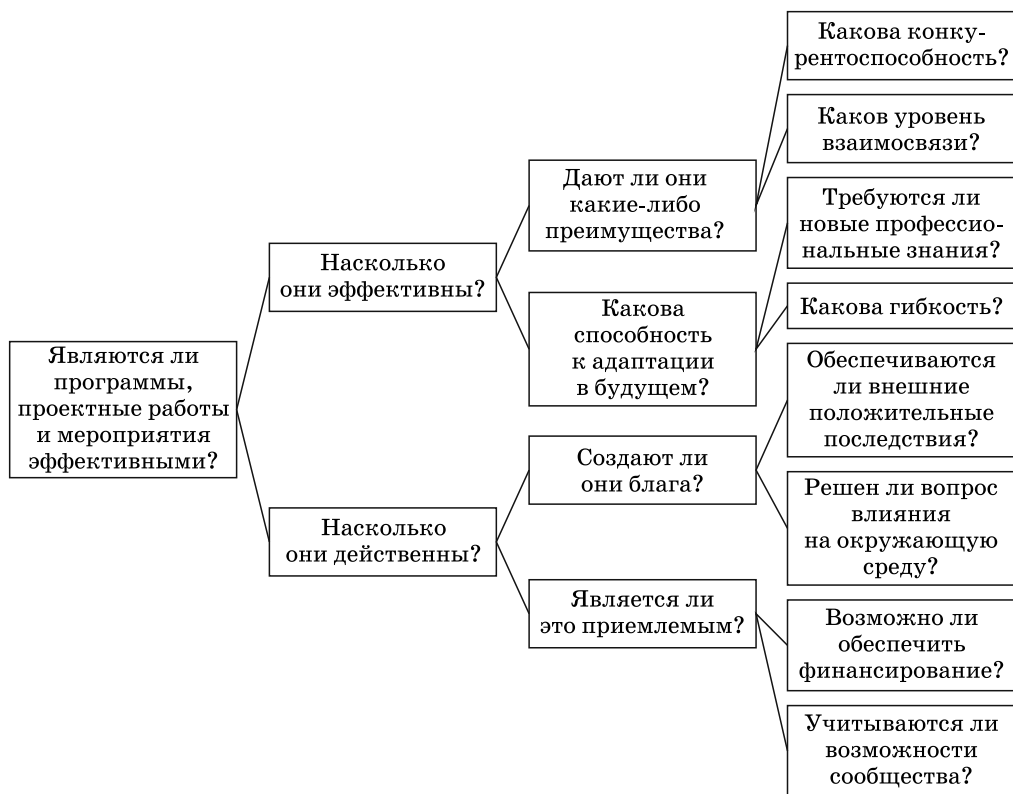 Являются ли
программы,
проектные работы
и мероприятия
эффективными?
Насколько
они эффективны?
Насколько
они действенны?
Дают ли они
какие-либо
преимущества?
Какова
способность
к адаптации
в будущем?
Создают ли
они блага?
Является ли
это приемлемым?
Какова конку-
рентоспособность?
Каков уровень
взаимосвязи?
Требуются ли
новые профессио-
нальные знания?
Какова гибкость?
Обеспечиваются
ли внешние
положительные
последствия?
Решен ли вопрос
влияния
на окружающую
среду?
Возможно ли
обеспечить
финансирование?
Учитываются ли
возможности
сообщества?